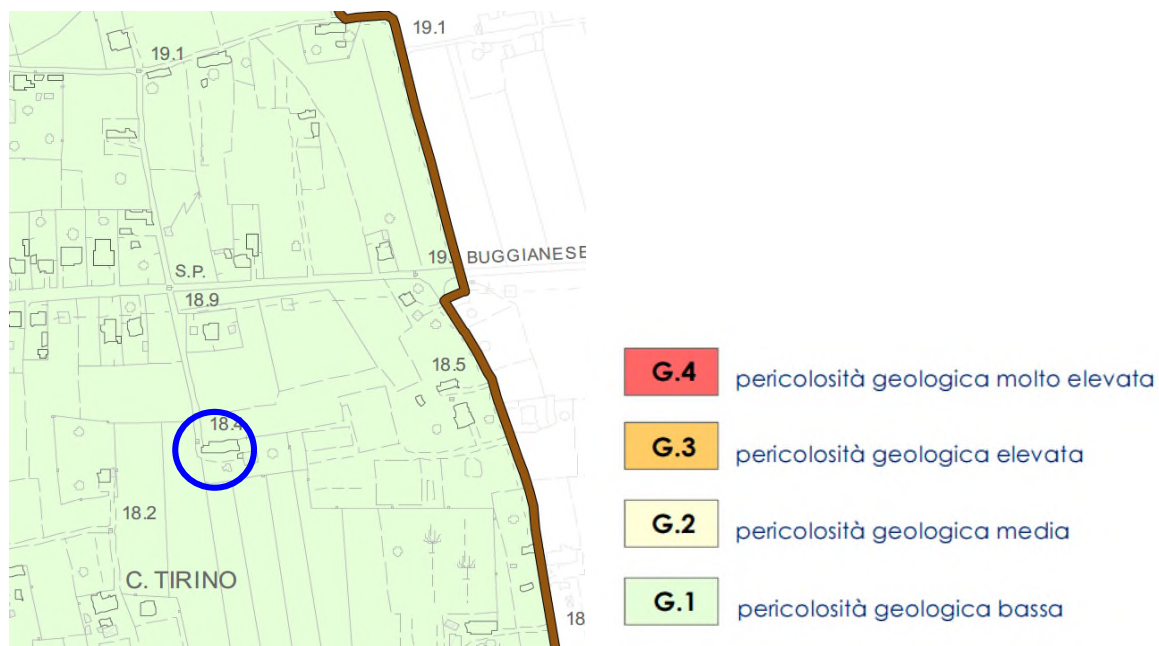 19.1
19.1
19.
BUGGIANESE
S.P.
18.9
18.5
18.4
18.2
C. TIRINO
18
G.4 pericolosità geologica molto elevata
G.3 pericolosità geologica elevata
G.2 pericolosità geologica media
G.1 pericolosità geologica bassa